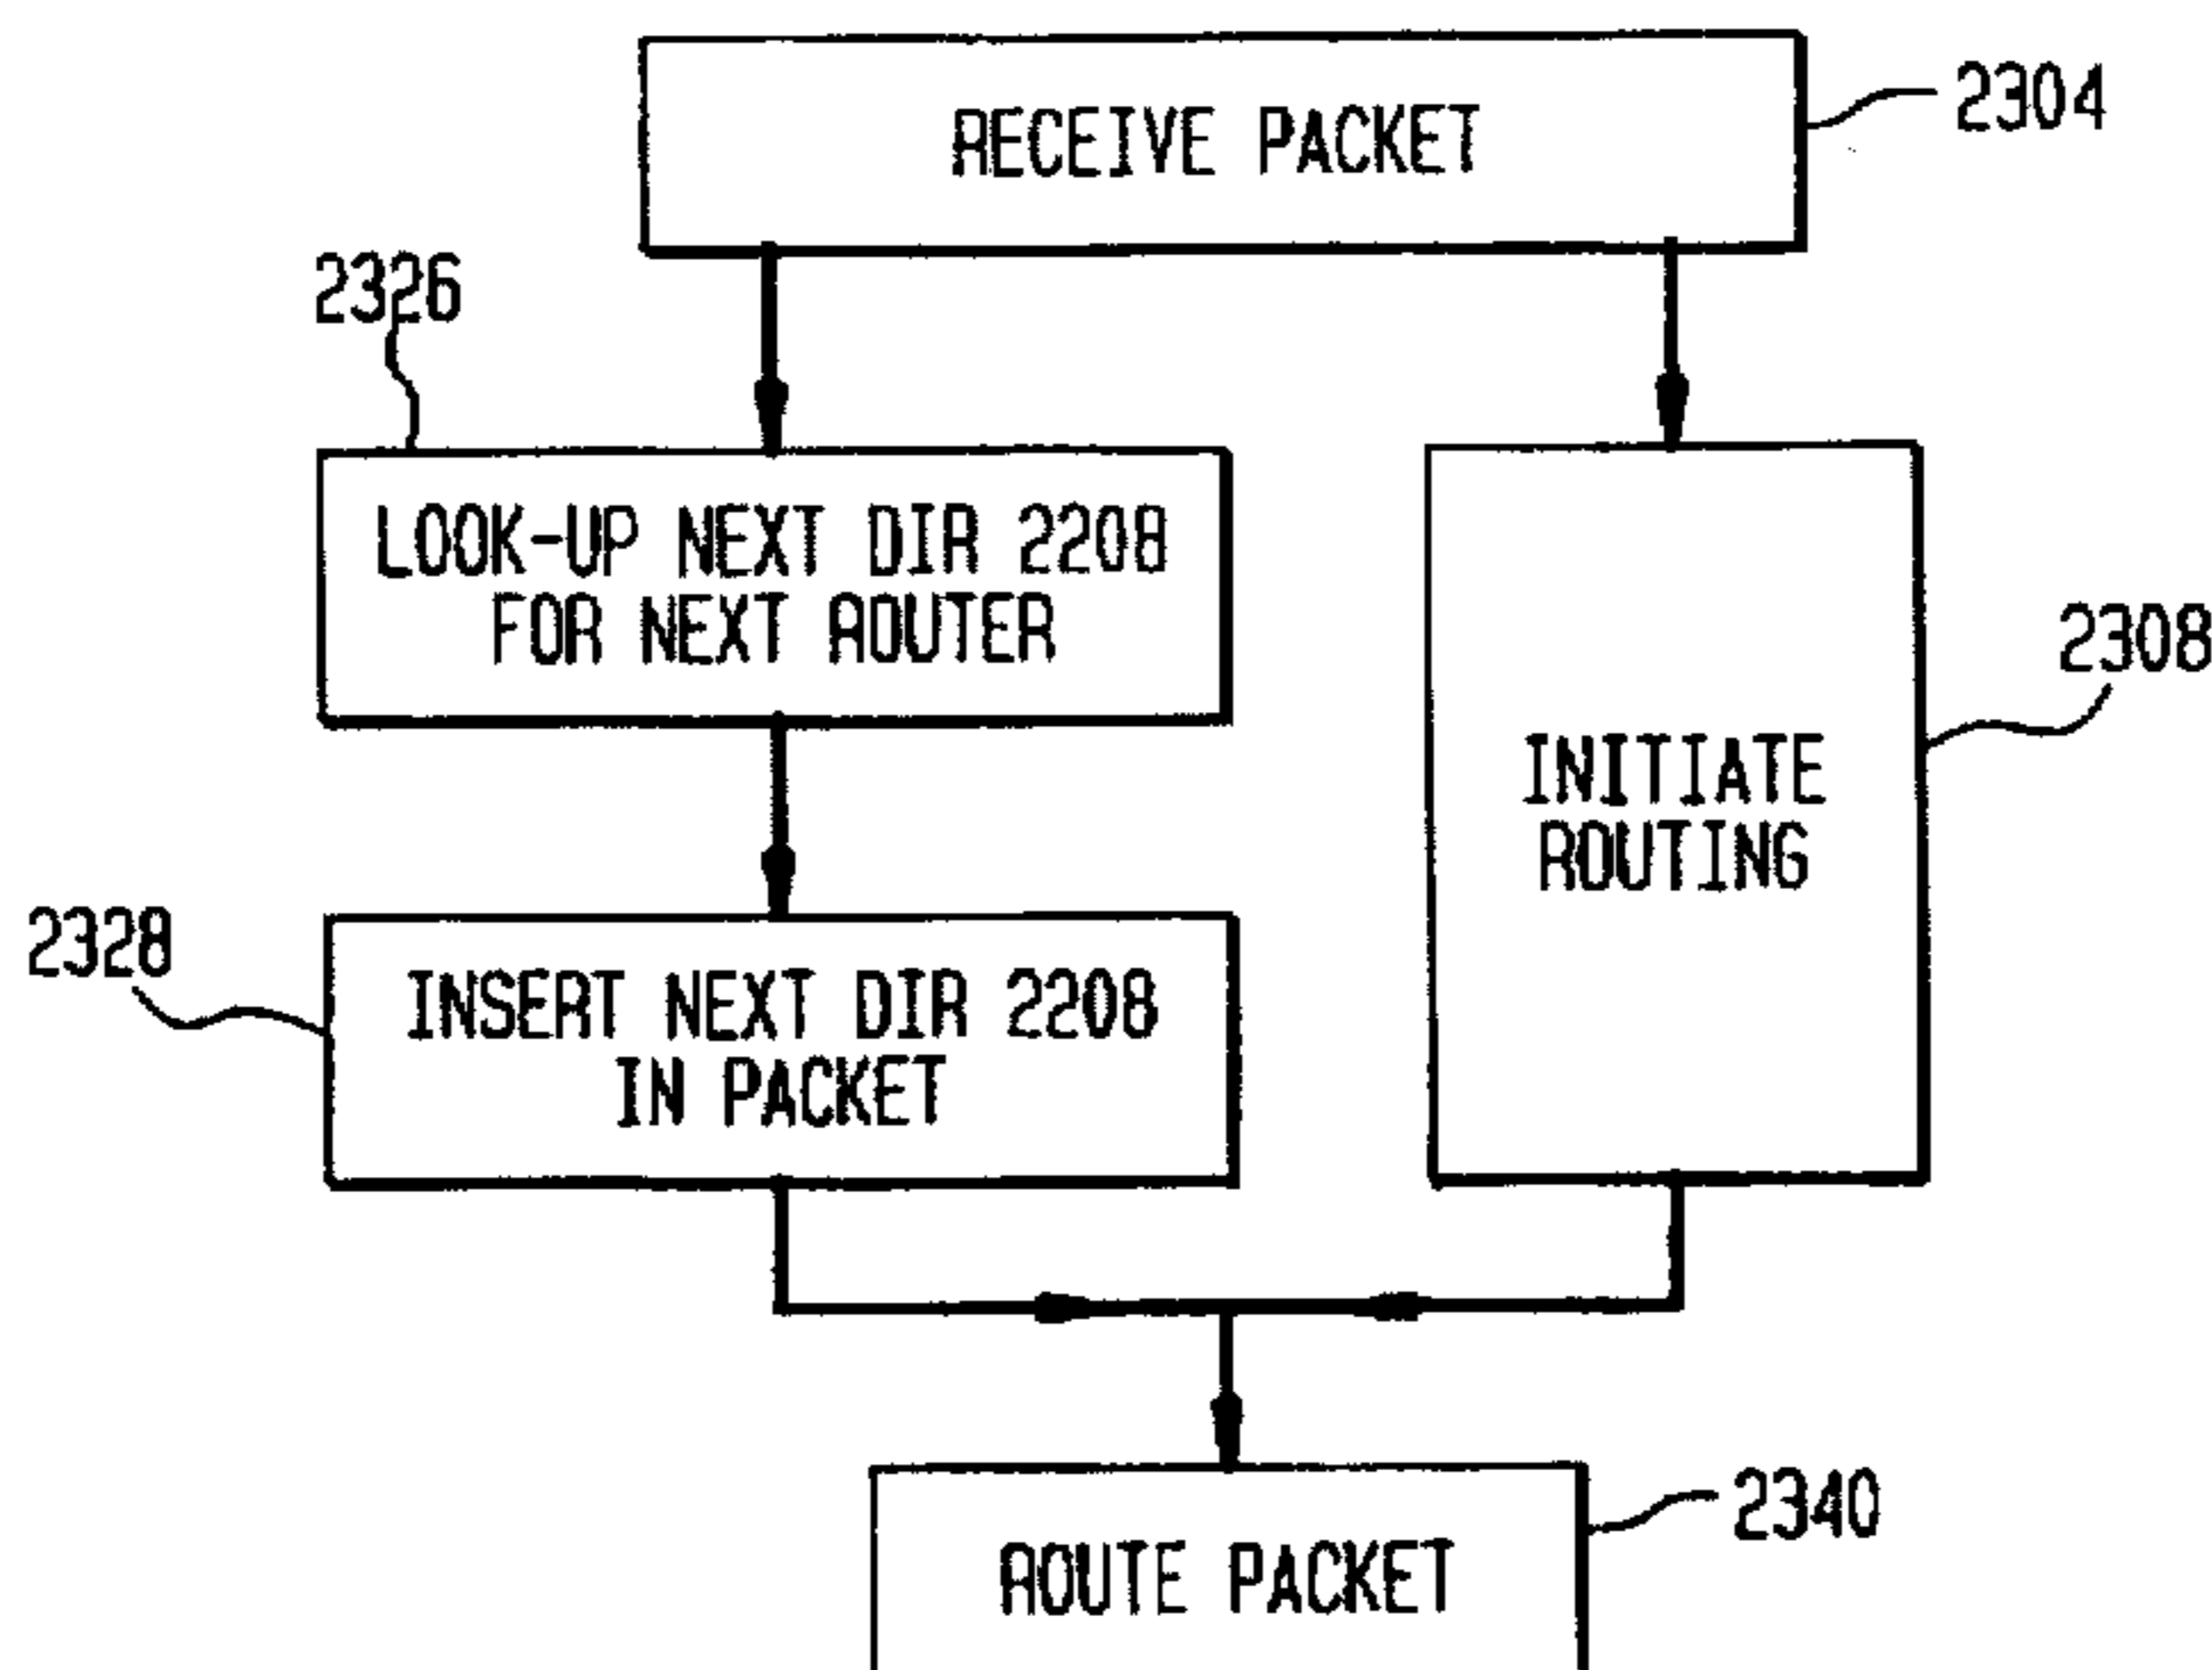 RECEIVE PACKET
2304
2326
LOOK-UP NEXT DIR 2208
FOR NEXT ROUTER
2308
INITIATE
ROUTING
2328
INSERT NEXT DIR 2208
IN PACKET
2340
ROUTE PACKET